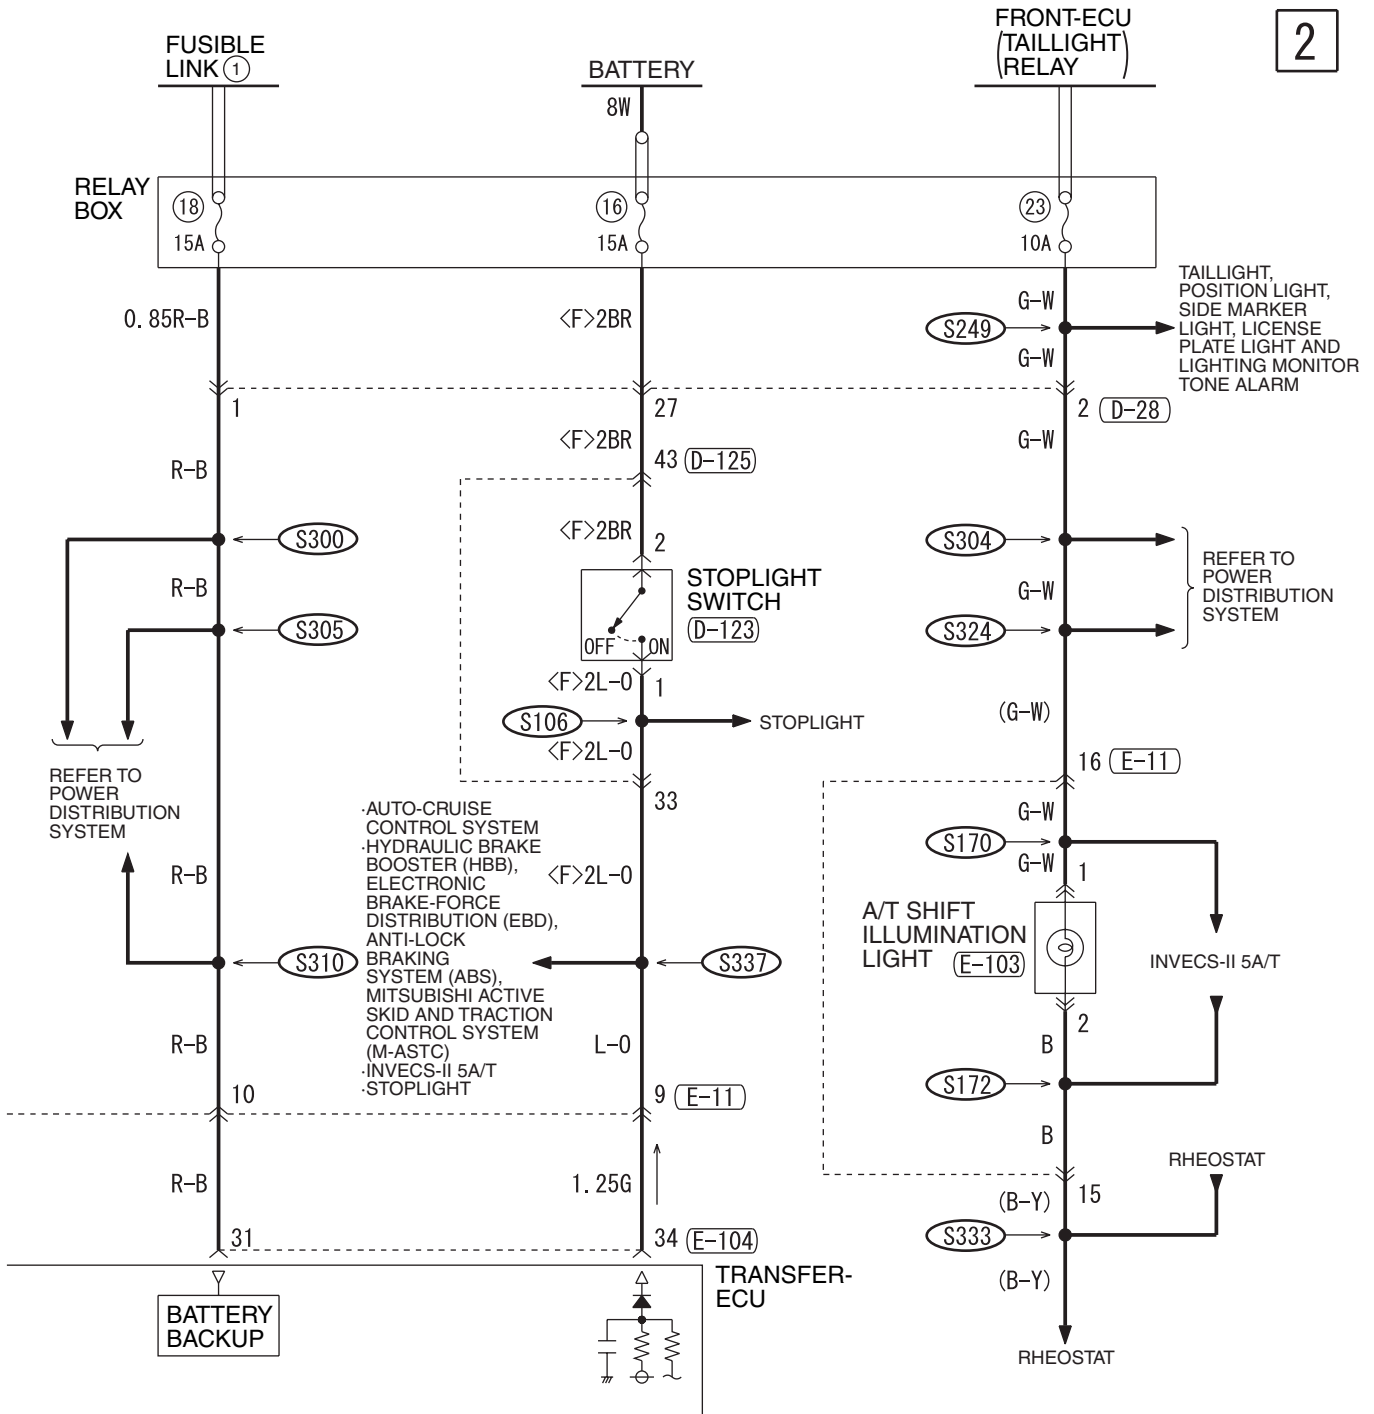 2
FUSIBLE
LINK ①
BATTERY
FRONT-ECU
(TAILLIGHT
RELAY)
8W
RELAY
BOX
18
15A
16
15A
23
10A
0.85R-B
<F>2BR
G-W
S249
G-W
TAILLIGHT,
POSITION LIGHT,
SIDE MARKER
LIGHT, LICENSE
PLATE LIGHT AND
LIGHTING MONITOR
TONE ALARM
1
27
2 D-28
R-B
<F>2BR
43 D-125
G-W
S300
<F>2BR
2
S304
R-B
STOPLIGHT
SWITCH
D-123
OFF
ON
G-W
REFER TO
POWER
DISTRIBUTION
SYSTEM
S305
S324
<F>2L-O
1
S106
STOPLIGHT
<F>2L-O
(G-W)
16 E-11
REFER TO
POWER
DISTRIBUTION
SYSTEM
33
·AUTO-CRUISE
CONTROL SYSTEM
·HYDRAULIC BRAKE
BOOSTER (HBB),
ELECTRONIC
BRAKE-FORCE
DISTRIBUTION (EBD),
ANTI-LOCK
BRAKING
SYSTEM (ABS),
MITSUBISHI ACTIVE
SKID AND TRACTION
CONTROL SYSTEM
(M-ASTC)
·INVECS-II 5A/T
·STOPLIGHT
G-W
S170
G-W
1
R-B
<F>2L-O
A/T SHIFT
ILLUMINATION
LIGHT E-103
INVECS-II 5A/T
S310
S337
2
R-B
L-O
B
S172
10
9 E-11
B
R-B
1.25G
RHEOSTAT
15
(B-Y)
S333
31
34 E-104
(B-Y)
TRANSFER-
ECU
BATTERY
BACKUP
RHEOSTAT